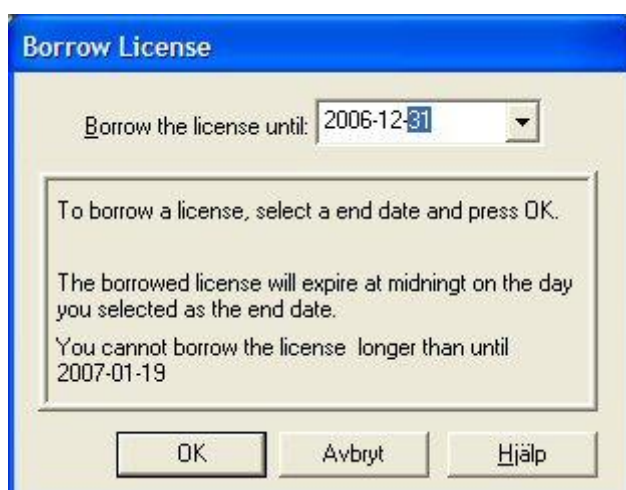 Borrow License
Borrow the license until: 2006-12-31
To borrow a license, select a end date and press OK.
The borrowed license will expire at midningt on the day
you selected as the end date.
You cannot borrow the license longer than until
2007-01-19
OK Avbryt Hjälp